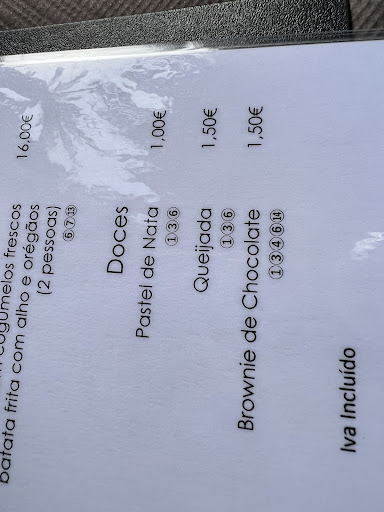 cogumelos frescos 16,00€
batata frita com alho e orégãos
(2 pessoas)
⑥⑦⑬
Doces
Pastel de Nata 1,00€
①③⑥
Queijada 1,50€
①③⑥
Brownie de Chocolate 1,50€
①③④⑥⑭
Iva Incluído